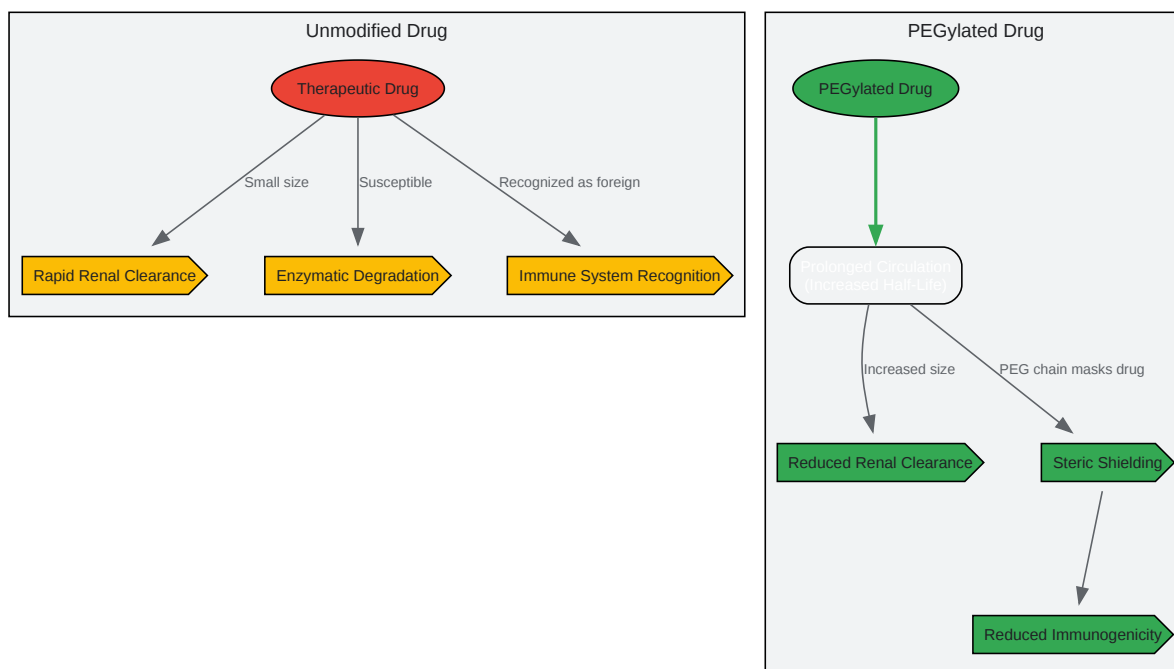 Unmodified Drug
Therapeutic Drug
Small size
Susceptible
Recognized as foreign
Rapid Renal Clearance
Enzymatic Degradation
Immune System Recognition
PEGylated Drug
PEGylated Drug
Prolonged Circulation
(Increased Half-Life)
Increased size
PEG chain masks drug
Reduced Renal Clearance
Steric Shielding
Reduced Immunogenicity